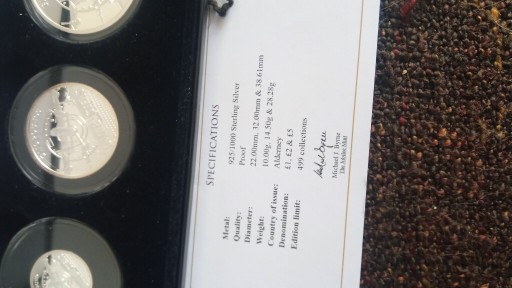 SPECIFICATIONS
Metal: 925/1000 Sterling Silver
Quality: Proof
Diameter: 22.00mm, 32.00mm & 38.61mm
Weight: 10.00g, 14.50g & 28.28g
Country of issue: Alderney
Denomination: £1, £2 & £5
Edition limit: 499 collections
Michael J. Byrne
The Jubilee Mint